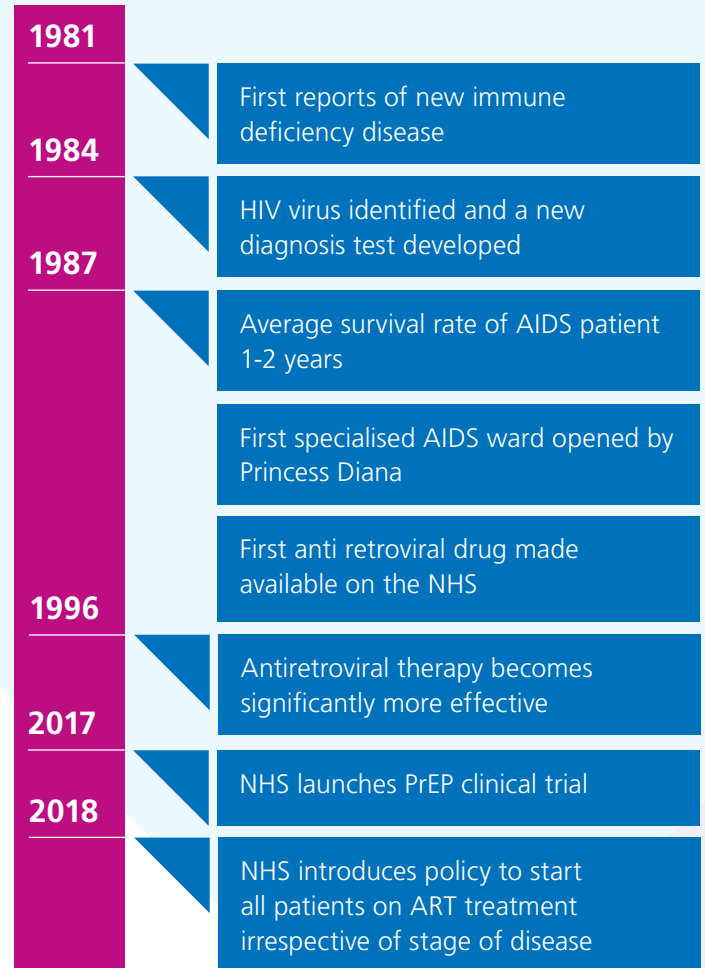 1981
First reports of new immune
deficiency disease
1984
HIV virus identified and a new
diagnosis test developed
1987
Average survival rate of AIDS patient
1-2 years
First specialised AIDS ward opened by
Princess Diana
First anti retroviral drug made
available on the NHS
1996
Antiretroviral therapy becomes
significantly more effective
2017
NHS launches PrEP clinical trial
2018
NHS introduces policy to start
all patients on ART treatment
irrespective of stage of disease